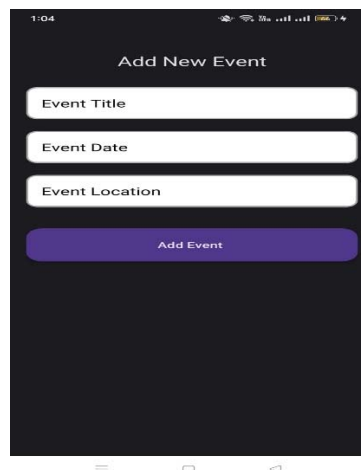 1:04
Add New Event
Event Title
Event Date
Event Location
Add Event